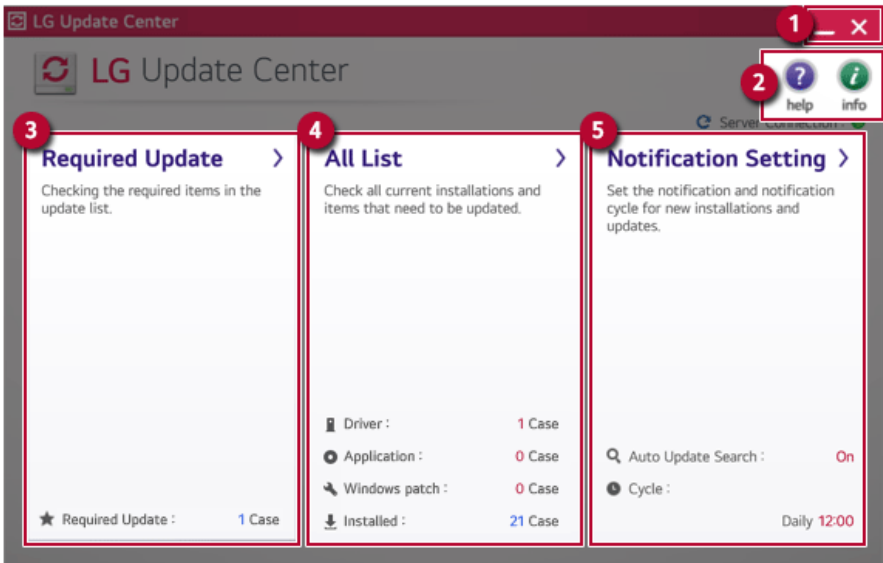 LG Update Center
1
LG Update Center
2
help
info
Server Connection :
3
Required Update >
Checking the required items in the
update list.
★ Required Update : 1 Case
4
All List >
Check all current installations and
items that need to be updated.
Driver : 1 Case
Application : 0 Case
Windows patch : 0 Case
Installed : 21 Case
5
Notification Setting >
Set the notification and notification
cycle for new installations and
updates.
Auto Update Search : On
Cycle :
Daily 12:00